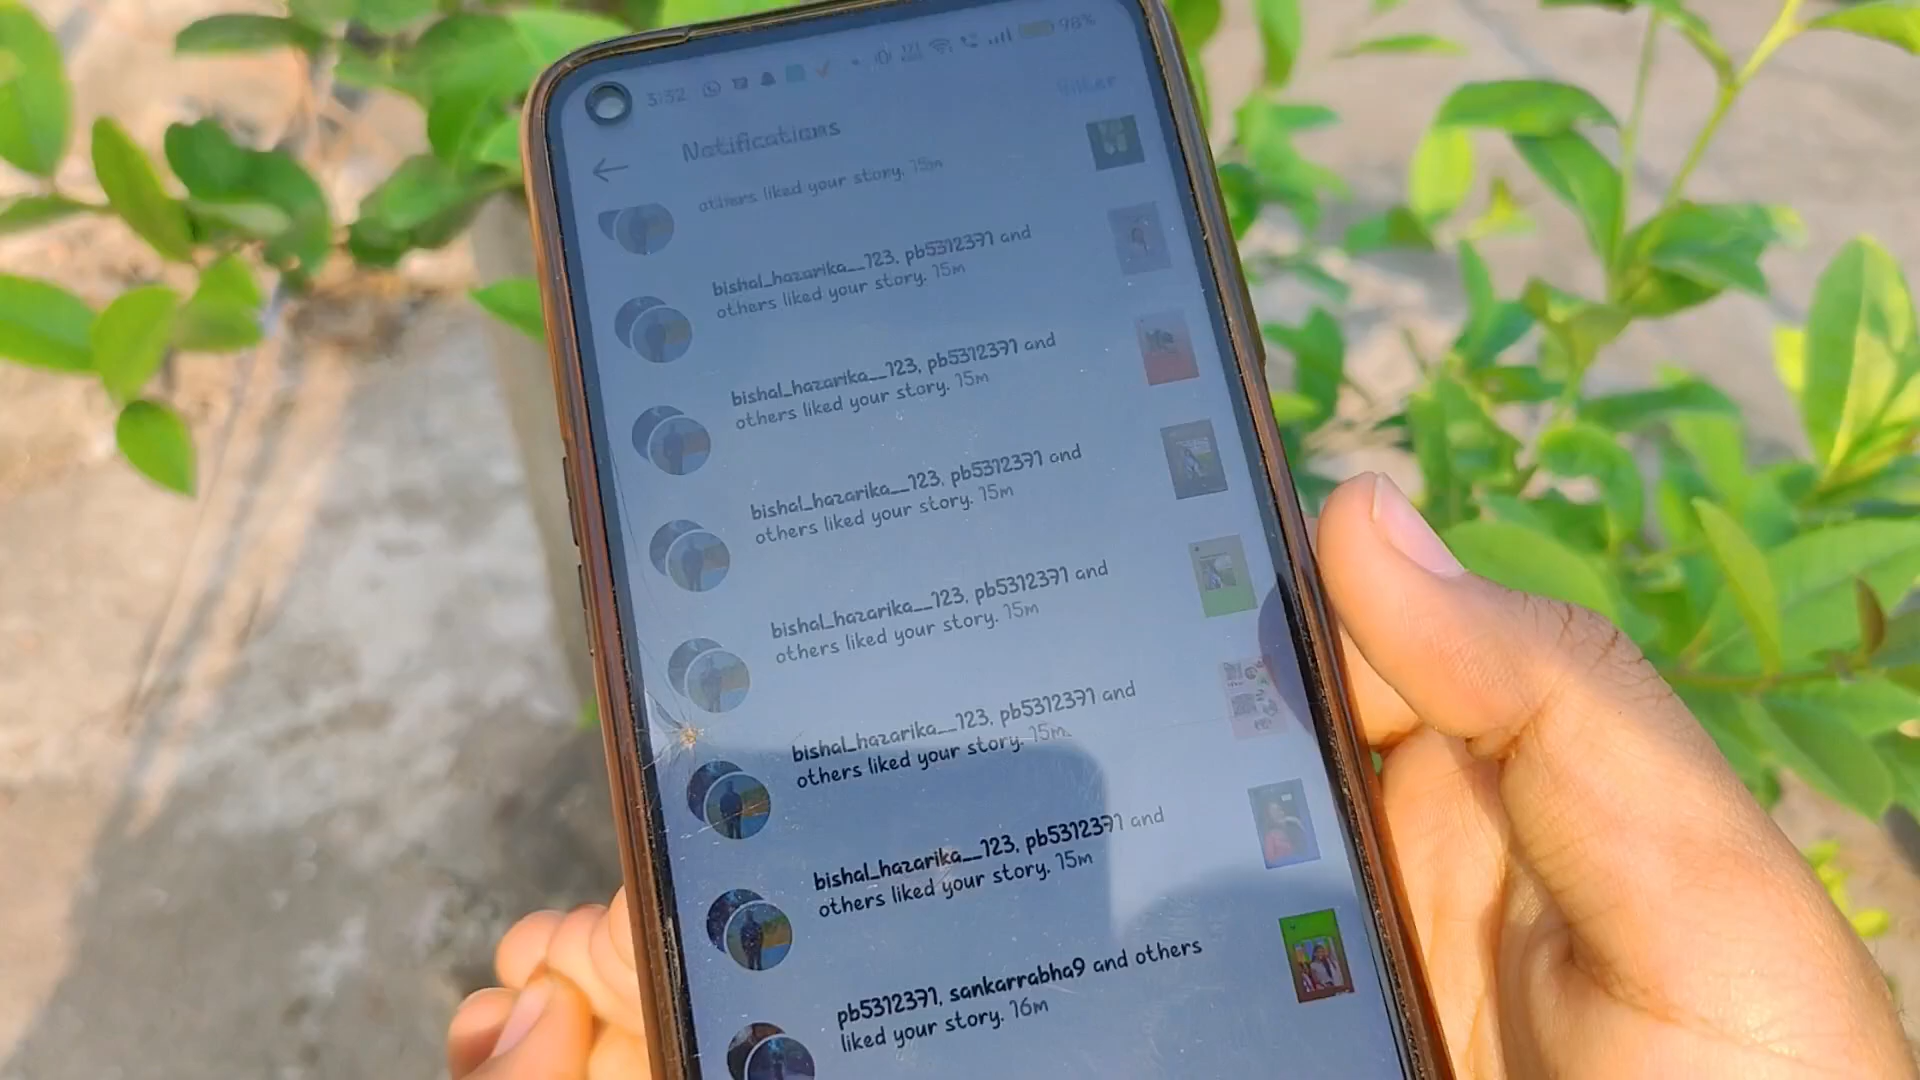 3:32 98%
Filter
Notifications
others liked your story. 15m
bishal_hazarika__123, pb5312371 and
others liked your story. 15m
bishal_hazarika__123, pb5312371 and
others liked your story. 15m
bishal_hazarika__123, pb5312371 and
others liked your story. 15m
bishal_hazarika__123, pb5312371 and
others liked your story. 15m
bishal_hazarika__123, pb5312371 and
others liked your story. 15m
bishal_hazarika__123, pb5312371 and
others liked your story. 15m
pb5312371, sankarrabha9 and others
liked your story. 16m